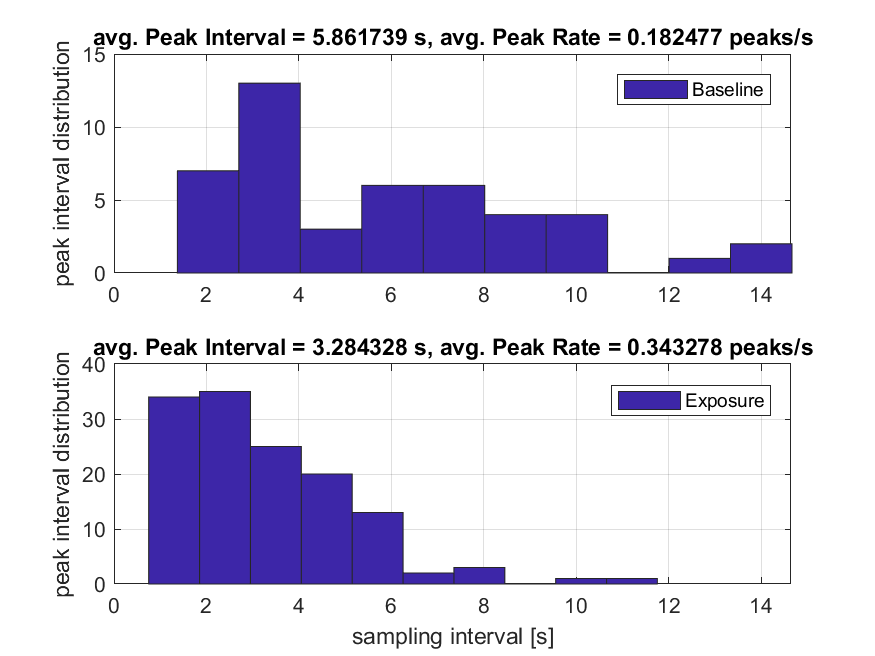 avg. Peak Interval = 5.861739 s, avg. Peak Rate = 0.182477 peaks/s
peak interval distribution
15
10
5
0
Baseline
0 2 4 6 8 10 12 14
avg. Peak Interval = 3.284328 s, avg. Peak Rate = 0.343278 peaks/s
peak interval distribution
40
30
20
10
0
Exposure
0 2 4 6 8 10 12 14
sampling interval [s]